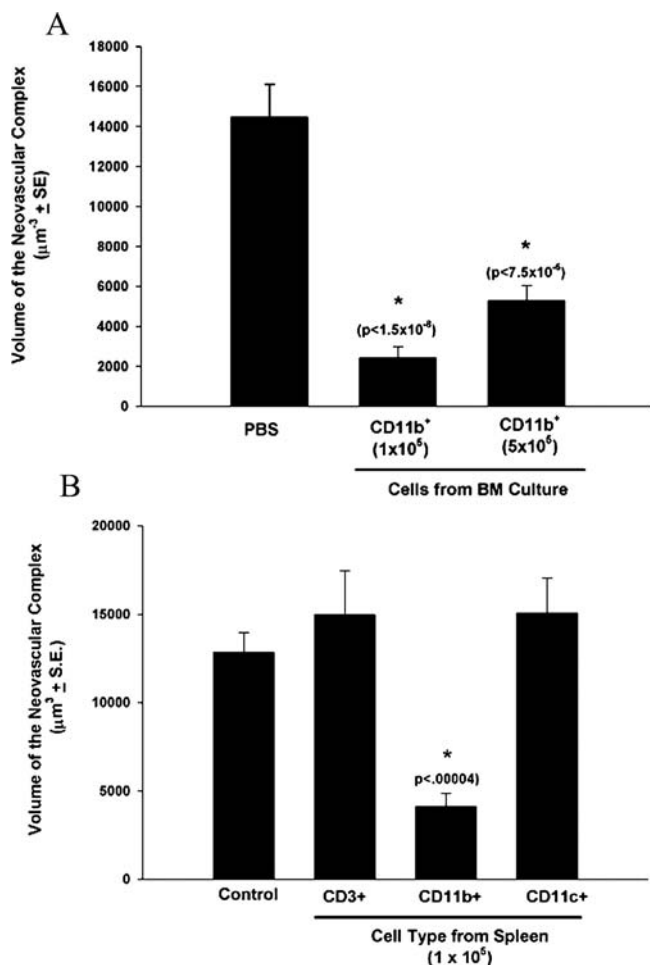 A
Volume of the Neovascular Complex
(μm⁻³ ± SE)
18000
16000
14000
12000
10000
8000
6000
4000
2000
0
*
(p<1.5x10⁻⁸)
*
(p<7.5x10⁻⁶)
PBS
CD11b⁺
(1x10⁵)
CD11b⁺
(5x10⁵)
Cells from BM Culture
B
Volume of the Neovascular Complex
(μm³ ± S.E.)
20000
15000
10000
5000
0
*
p<.00004)
Control
CD3+
CD11b+
CD11c+
Cell Type from Spleen
(1 x 10⁵)